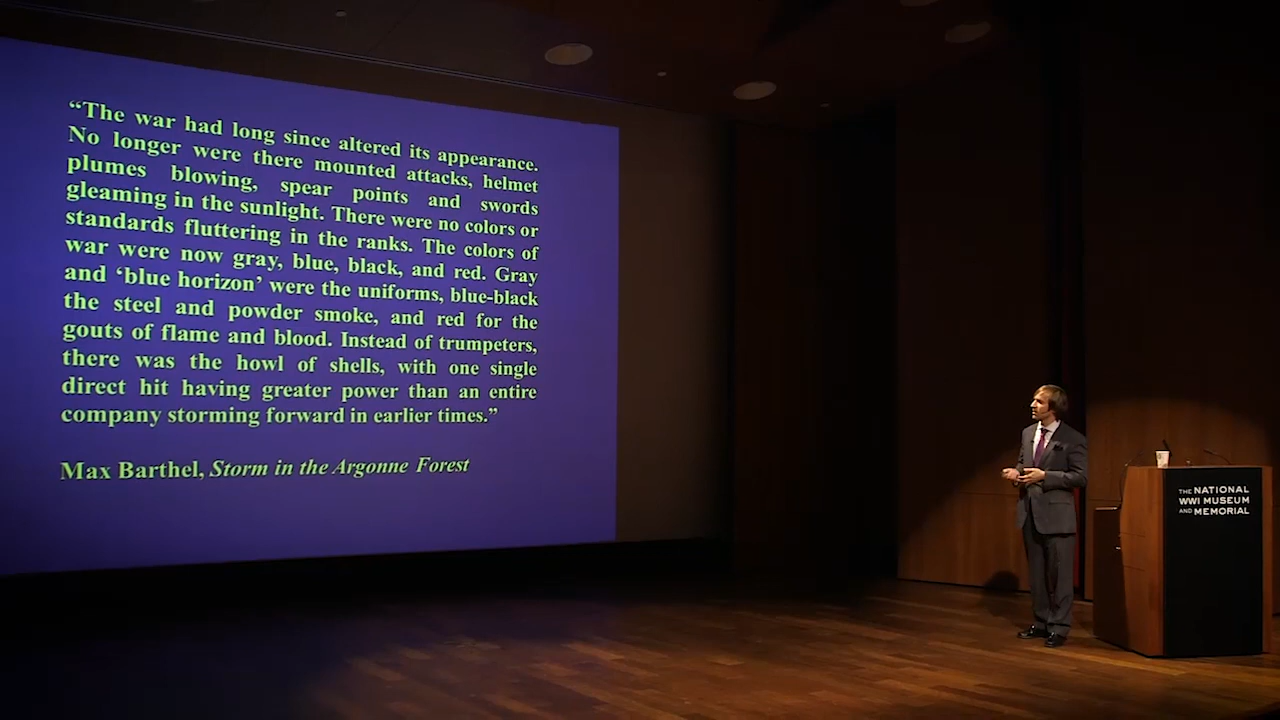 “The war had long since altered its appearance.
No longer were there mounted attacks, helmet
plumes blowing, spear points and swords
gleaming in the sunlight. There were no colors or
standards fluttering in the ranks. The colors of
war were now gray, blue, black, and red. Gray
and ‘blue horizon’ were the uniforms, blue-black
the steel and powder smoke, and red for the
gouts of flame and blood. Instead of trumpeters,
there was the howl of shells, with one single
direct hit having greater power than an entire
company storming forward in earlier times.”
Max Barthel, Storm in the Argonne Forest
THE NATIONAL
WWI MUSEUM
AND MEMORIAL